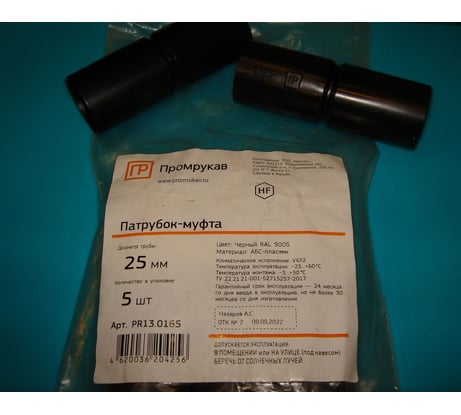 ПР
ПР
Промрукав
www.promrukav.ru
HF
Патрубок-муфта
Диаметр трубы
25 мм
Количество в упаковке
5 шт
Арт. PR13.0165
4 620036 204256
Цвет: Черный RAL 9005
Материал: АБС-пластик
Климатическое исполнение: УХЛ2
Температура эксплуатации -25..+60°С
Температура монтажа -5..+50°С
ТУ 22.21.21-001-52715257-2017
Гарантийный срок эксплуатации — 24 месяца
со дня ввода в эксплуатацию, но не более 30
месяцев со дня изготовления
Назаров А.С.
ОТК № 2 09.09.2022
ДОПУСКАЕТСЯ ЭКСПЛУАТАЦИЯ:
В ПОМЕЩЕНИИ или НА УЛИЦЕ (под навесом)
БЕРЕЧЬ ОТ СОЛНЕЧНЫХ ЛУЧЕЙ.